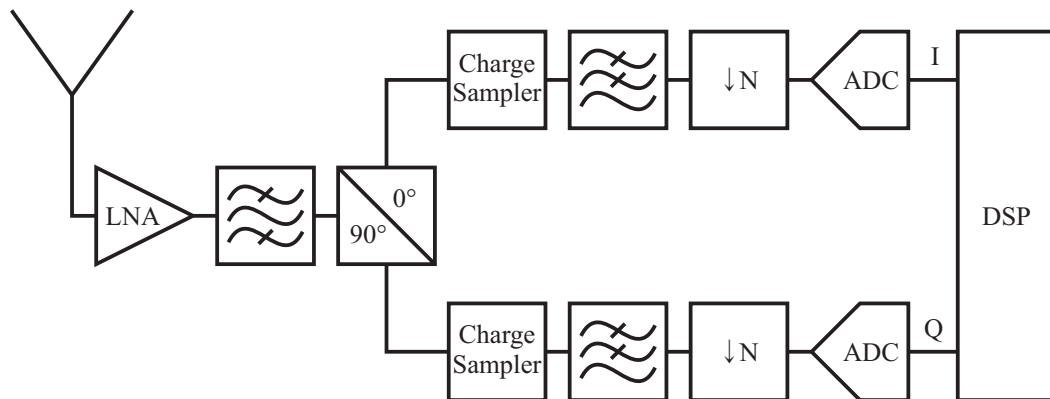 Charge
Sampler
↓N
ADC
I
LNA
0°
90°
DSP
Charge
Sampler
↓N
ADC
Q